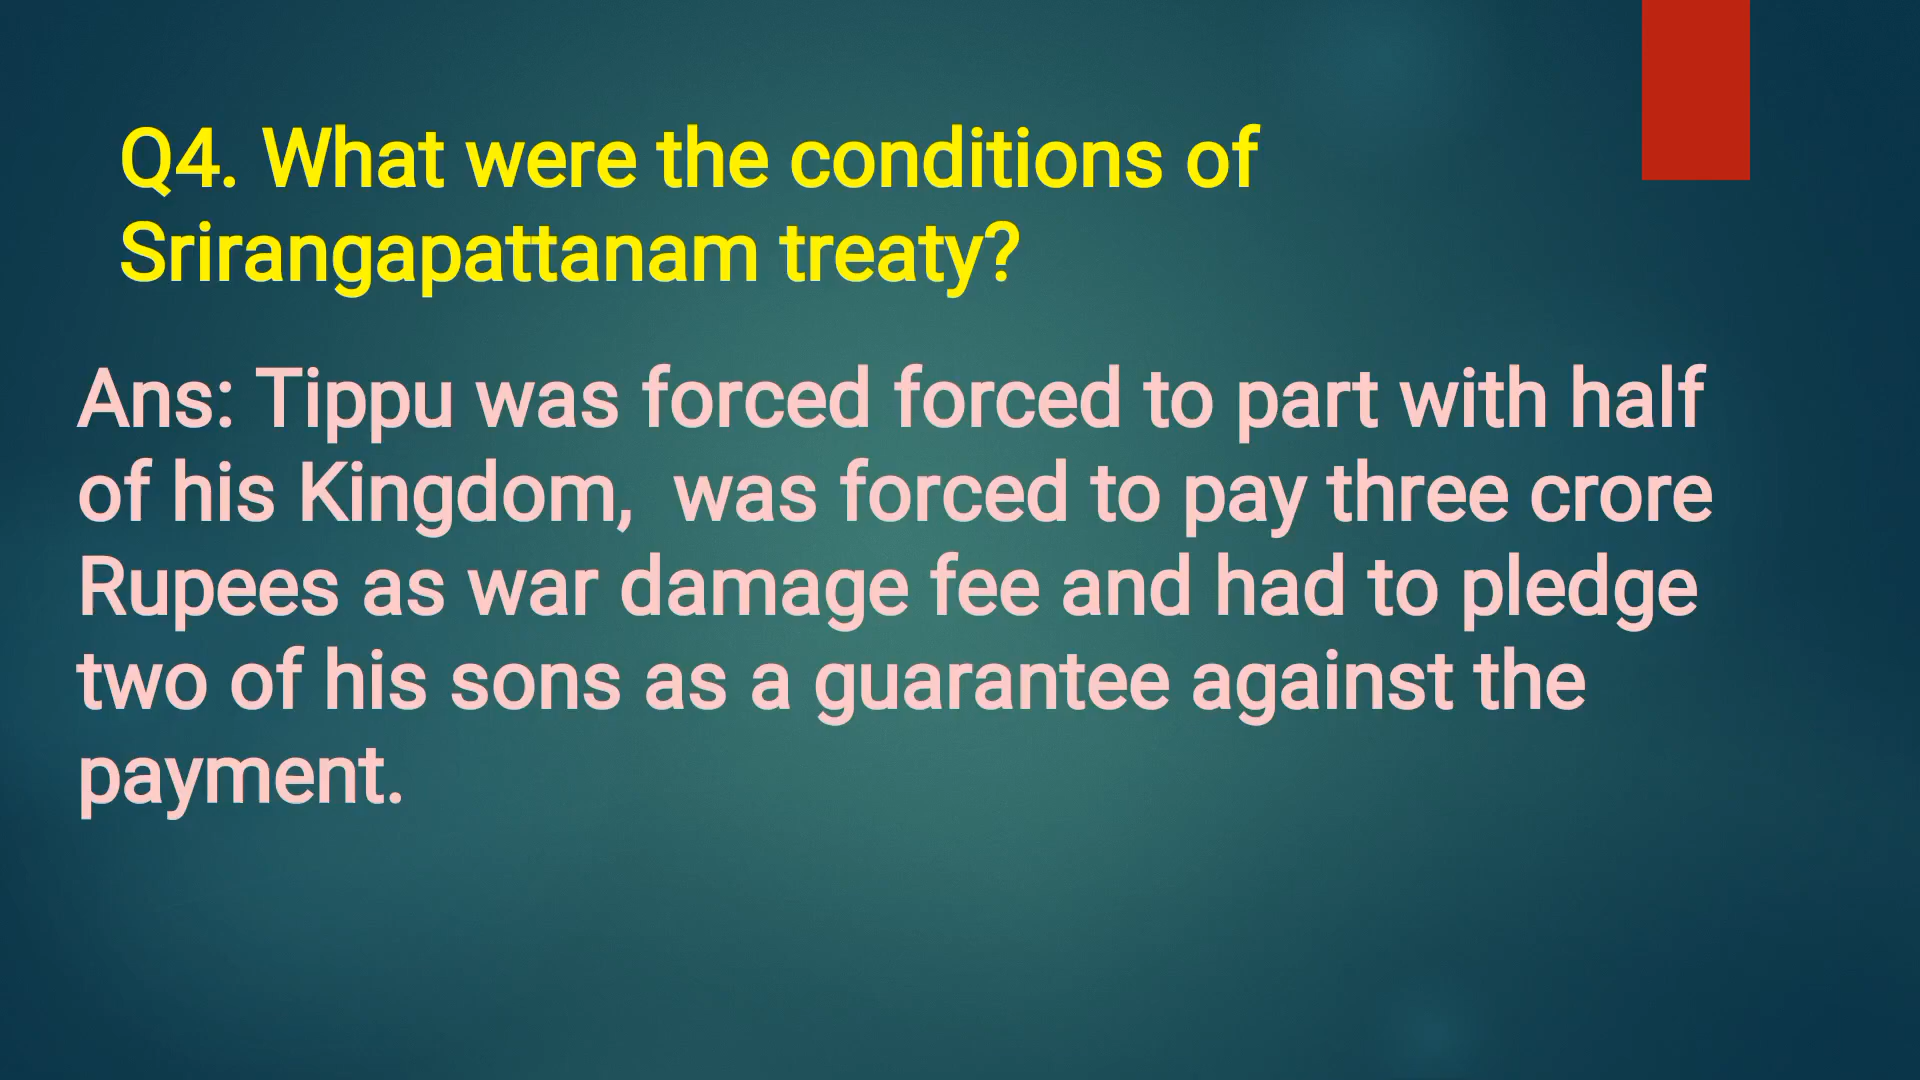 Q4. What were the conditions of
Srirangapattanam treaty?
Ans: Tippu was forced forced to part with half
of his Kingdom,  was forced to pay three crore
Rupees as war damage fee and had to pledge
two of his sons as a guarantee against the
payment.